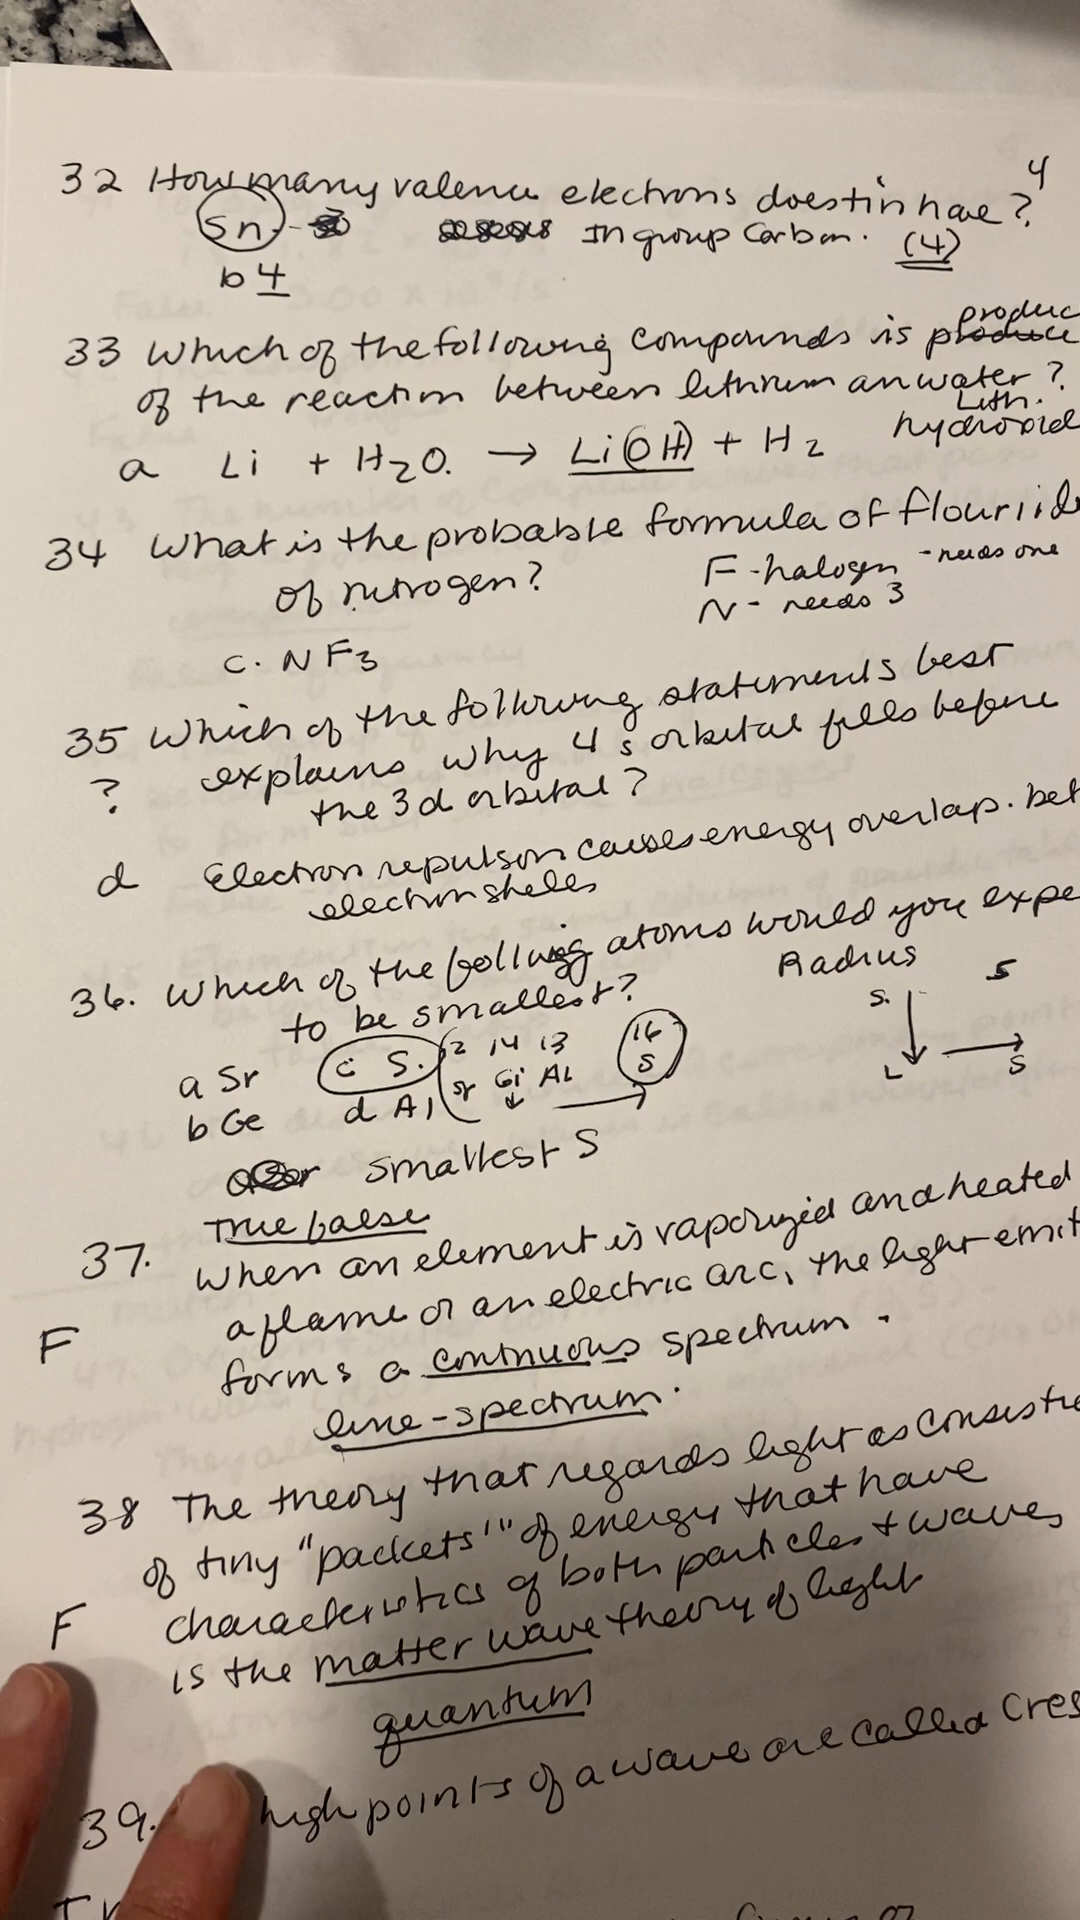 32 How many valence electrons does tin have? 4
Sn - In group Carbon. (4)
b 4
33 Which of the following compounds is produc
of the reaction between lithium an water?
Lith.
hydroxid
a Li + H2O. → Li(OH) + H2
34 What is the probable formula of flouriid
of nitrogen? F - halogen - needs one
N - needs 3
C. NF3
35 Which of the following statements best
? explains why 4s orbital fills before
the 3d orbital?
d Electron repulson causes energy overlap. bet
electron shells
36. Which of the following atoms would you expe
to be smallest? Radius
S. S
a Sr C S. 2 14 13 16
b Ge d Al Sr Al S L S
smallest S
True false
37. When an element is vaporized and heated
a flame or an electric arc, the light emit
F forms a continuous spectrum.
line-spectrum.
38 The theory that regards light as consistin
of tiny "packets" of energy that have
characteristics of both particles + waves
F is the matter wave theory of light
quantum
39. high points of a wave are called cres